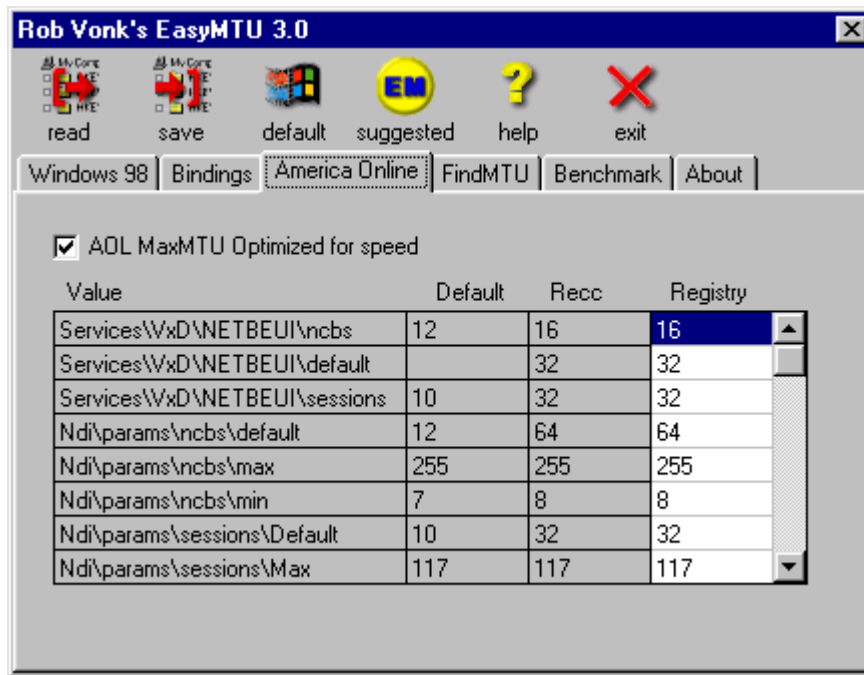 Rob Vonk's EasyMTU 3.0
read save default suggested help exit
Windows 98 Bindings America Online FindMTU Benchmark About
AOL MaxMTU Optimized for speed
Value Default Recc Registry
Services\VxD\NETBEUI\ncbs 12 16 16
Services\VxD\NETBEUI\default 32 32
Services\VxD\NETBEUI\sessions 10 32 32
Ndi\params\ncbs\default 12 64 64
Ndi\params\ncbs\max 255 255 255
Ndi\params\ncbs\min 7 8 8
Ndi\params\sessions\Default 10 32 32
Ndi\params\sessions\Max 117 117 117